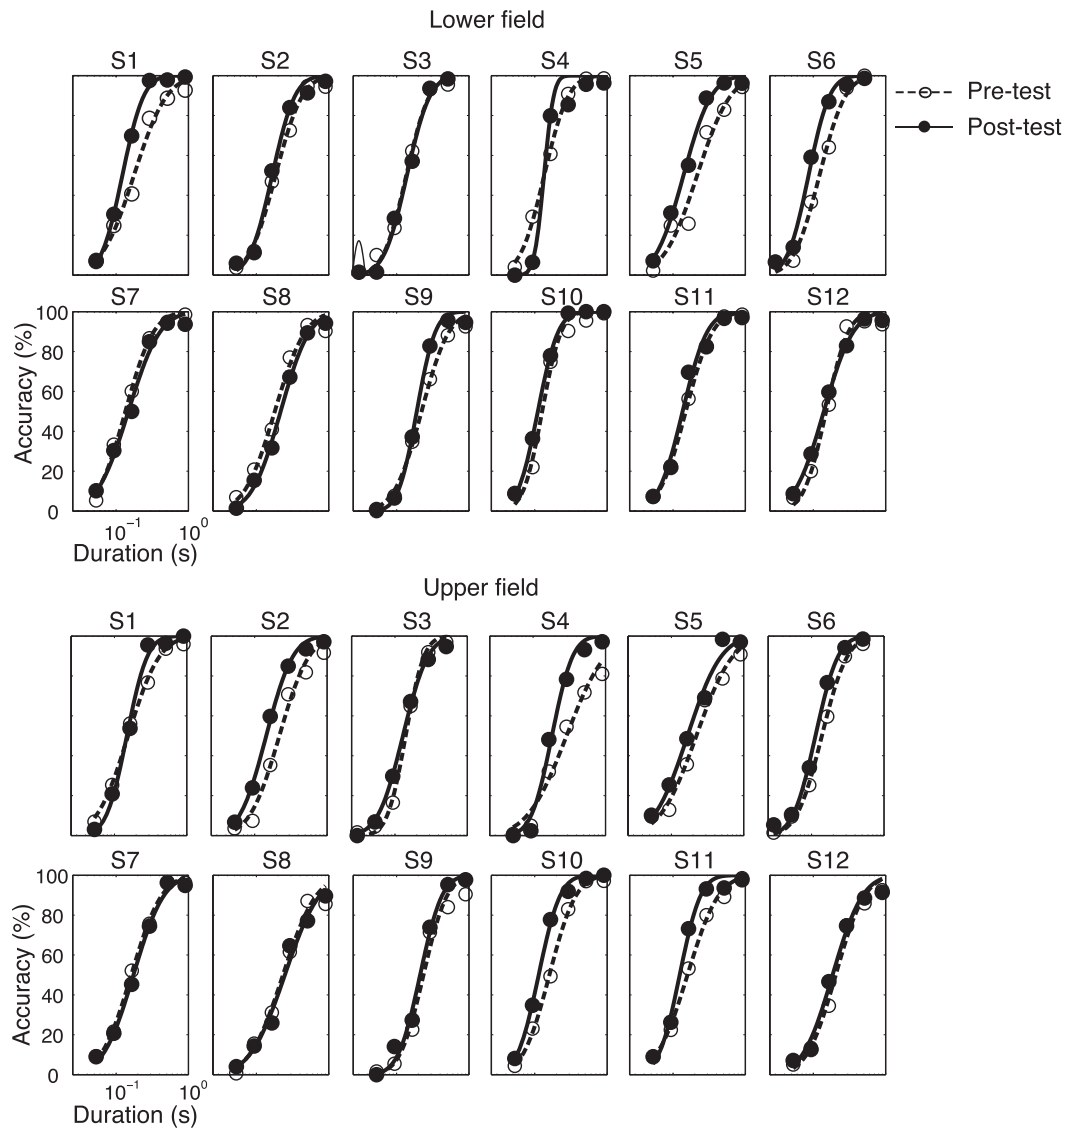 Lower field
S1 S2 S3 S4 S5 S6
Pre-test
Post-test
S7 S8 S9 S10 S11 S12
Accuracy (%)
100
80
60
40
20
0
10⁻¹ 10⁰
Duration (s)
Upper field
S1 S2 S3 S4 S5 S6
S7 S8 S9 S10 S11 S12
Accuracy (%)
100
80
60
40
20
0
10⁻¹ 10⁰
Duration (s)